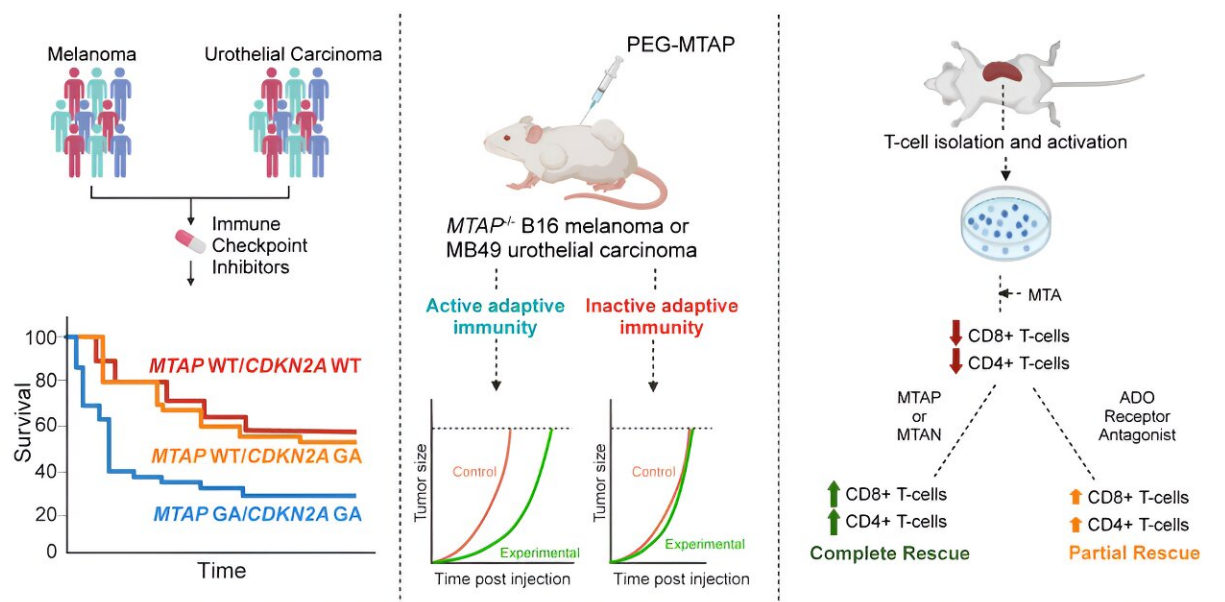 Melanoma
Urothelial Carcinoma
Immune
Checkpoint
Inhibitors
100
80
60
40
20
0
Survival
MTAP WT/CDKN2A WT
MTAP WT/CDKN2A GA
MTAP GA/CDKN2A GA
Time
PEG-MTAP
MTAP-/- B16 melanoma or
MB49 urothelial carcinoma
Active adaptive
immunity
Inactive adaptive
immunity
Tumor size
Control
Experimental
Time post injection
Tumor size
Control
Experimental
Time post injection
T-cell isolation and activation
MTA
CD8+ T-cells
CD4+ T-cells
MTAP
or
MTAN
ADO
Receptor
Antagonist
CD8+ T-cells
CD4+ T-cells
Complete Rescue
CD8+ T-cells
CD4+ T-cells
Partial Rescue